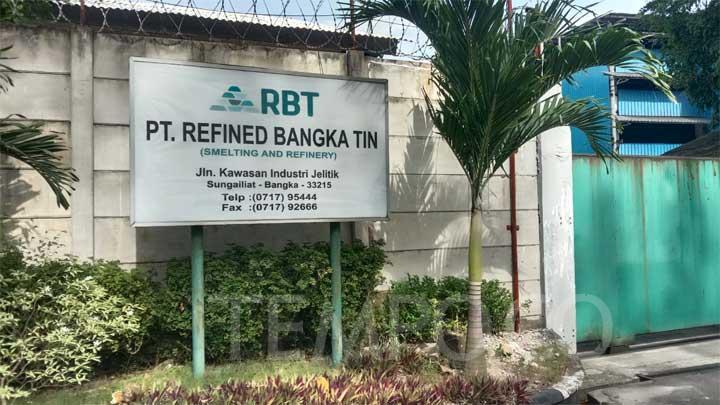 RBT
PT. REFINED BANGKA TIN
(SMELTING AND REFINERY)
Jln. Kawasan Industri Jelitik
Sungailiat - Bangka - 33215
Telp :(0717) 95444
Fax :(0717) 92666
TEMPO